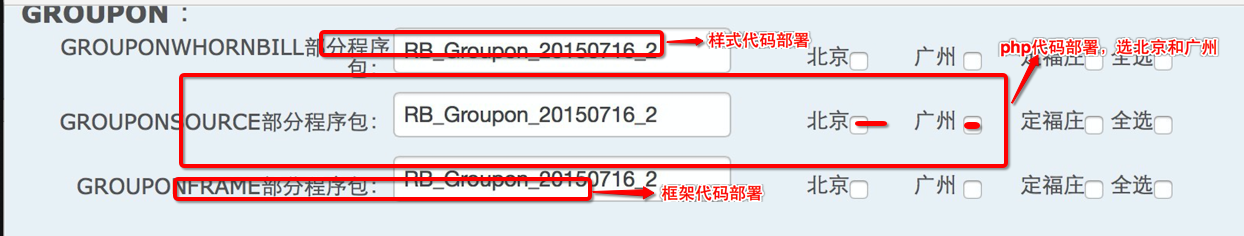 GROUPON：
GROUPONWHORNBILL部分程序包： RB_Groupon_20150716_2 样式代码部署 北京 广州 定福庄 全选
php代码部署，选北京和广州
GROUPONSOURCE部分程序包： RB_Groupon_20150716_2 北京 广州 定福庄 全选
GROUPONFRAME部分程序包： RB_Groupon_20150716_2 框架代码部署 北京 广州 定福庄 全选